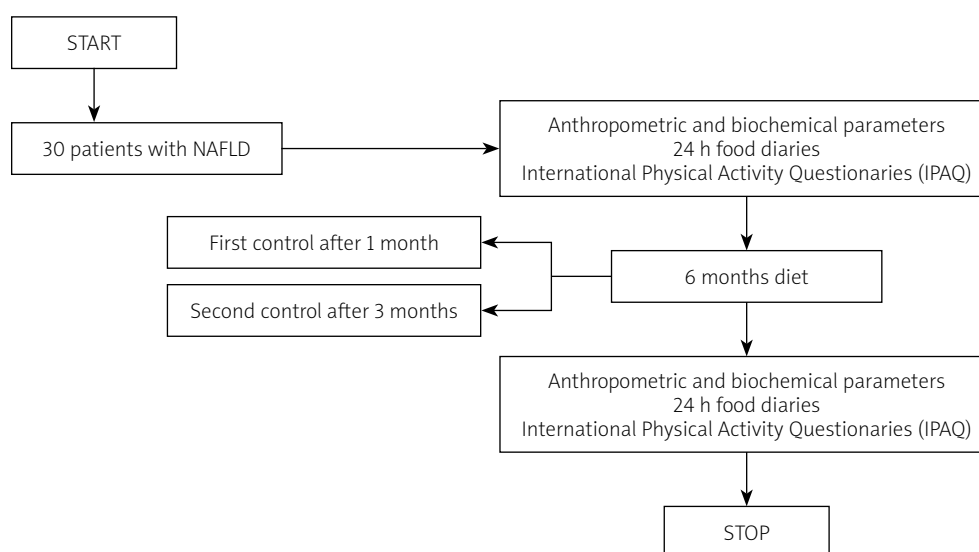 START
30 patients with NAFLD
Anthropometric and biochemical parameters
24 h food diaries
International Physical Activity Questionaries (IPAQ)
First control after 1 month
6 months diet
Second control after 3 months
Anthropometric and biochemical parameters
24 h food diaries
International Physical Activity Questionaries (IPAQ)
STOP